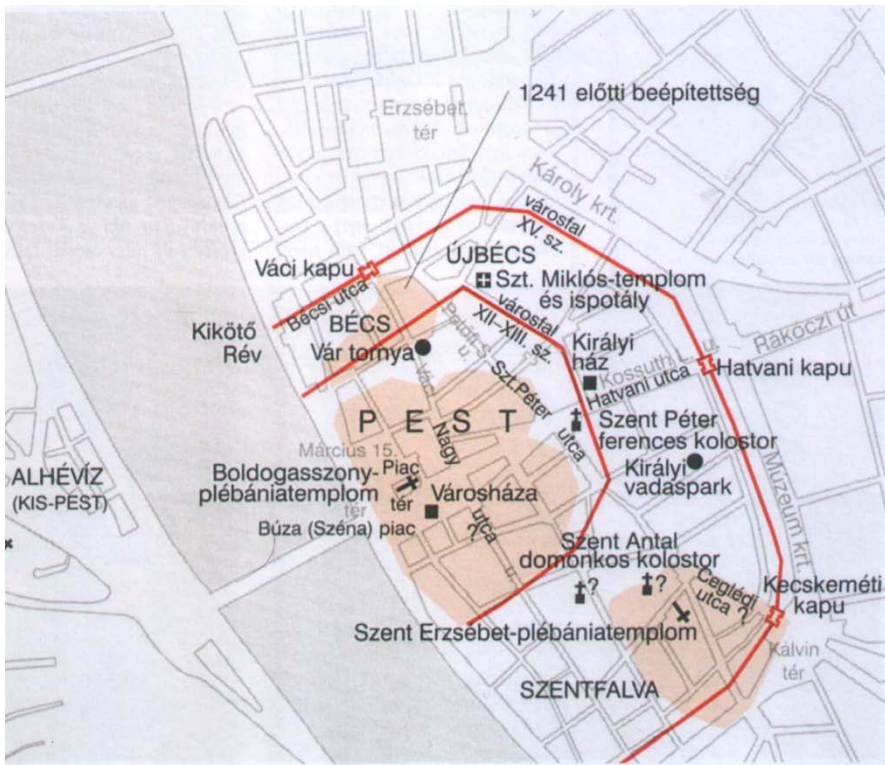 1241 előtti beépítettség
Erzsébet
tér
Károly krt.
városfal
XV. sz.
ÚJBÉCS
Váci kapu
Bécsi utca
Szt. Miklós-templom
és ispotály
BÉCS
Kikötő
Rév
Vár tornya
Petőfi S.
u.
városfal
XII–XIII. sz.
Királyi
ház
Rákóczi út
Kossuth L. u.
Hatvani utca
Hatvani kapu
Szt.Péter
utca
Váci
PEST
Nagy
utca
?
u.
Szent Péter
ferences kolostor
Március 15.
tér
Piac
tér
Boldogasszony-
plébániatemplom
Királyi
vadaspark
ALHÉVÍZ
(KIS-PEST)
Városháza
Búza (Széna) piac
Múzeum krt.
Szent Antal
domonkos kolostor
?
?
Ceglédi
utca ?
Kecskeméti
kapu
Szent Erzsébet-plébániatemplom
Kálvin
tér
SZENTFALVA